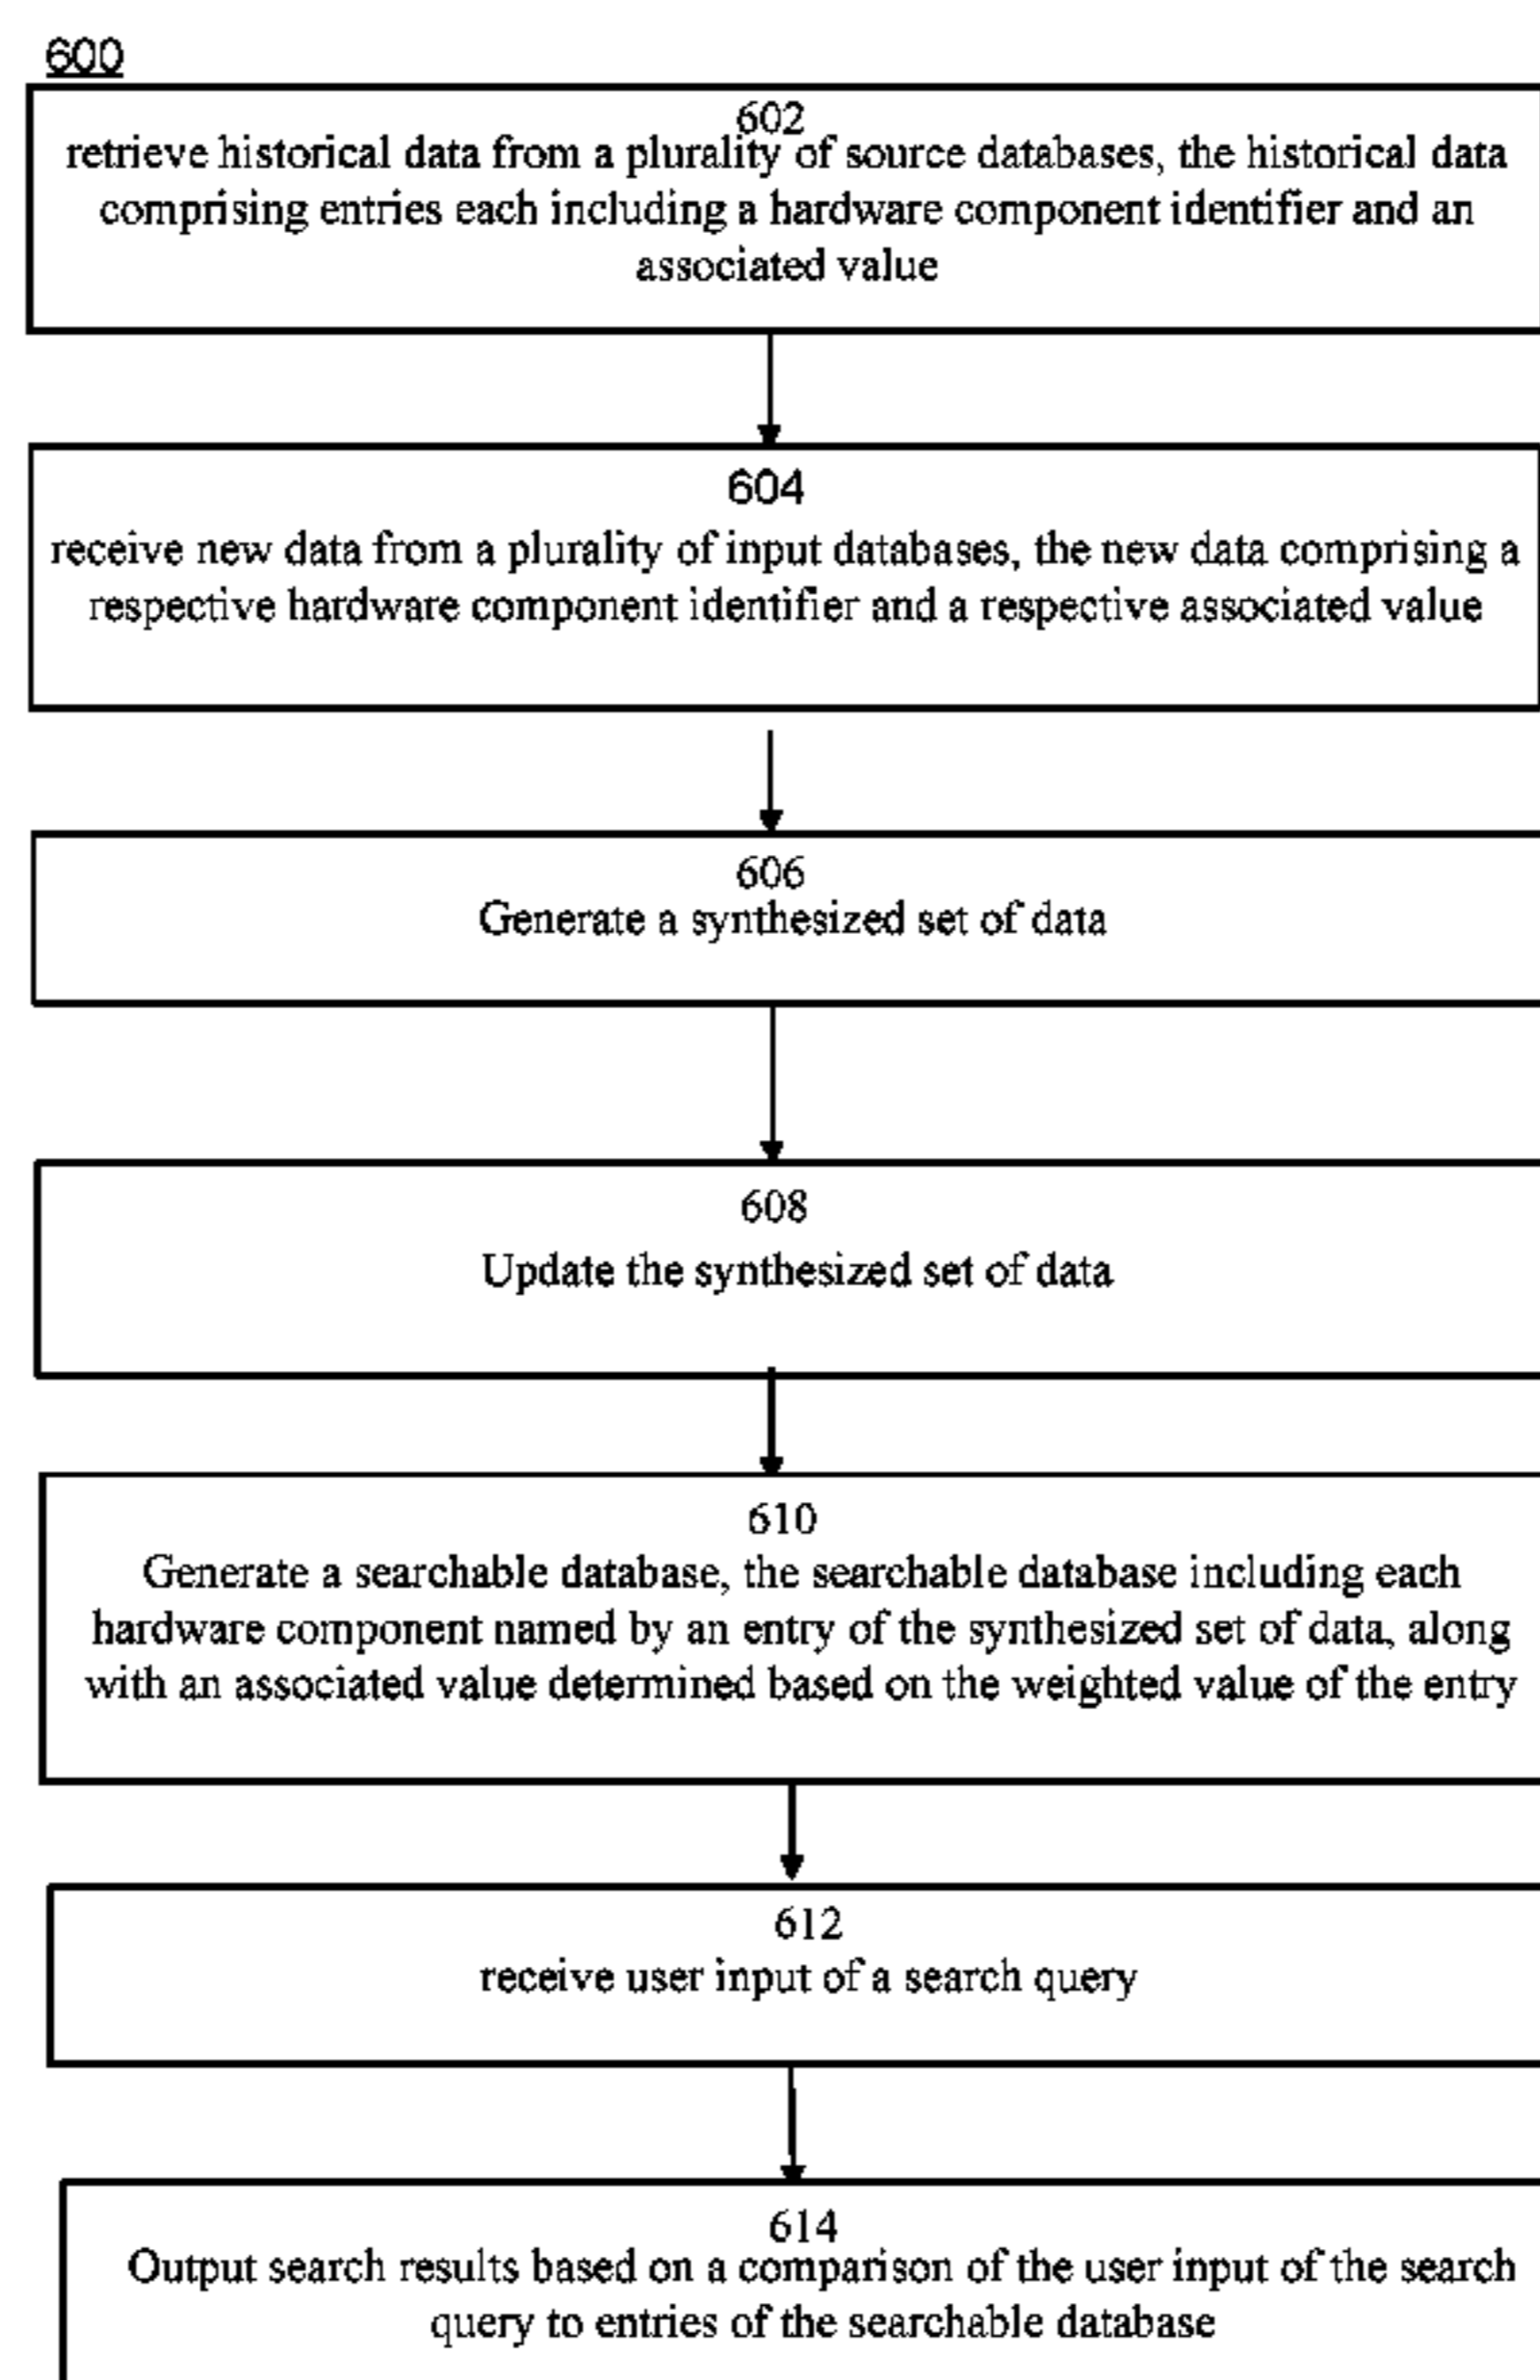 600
602
retrieve historical data from a plurality of source databases, the historical data
comprising entries each including a hardware component identifier and an
associated value
604
receive new data from a plurality of input databases, the new data comprising a
respective hardware component identifier and a respective associated value
606
Generate a synthesized set of data
608
Update the synthesized set of data
610
Generate a searchable database, the searchable database including each
hardware component named by an entry of the synthesized set of data, along
with an associated value determined based on the weighted value of the entry
612
receive user input of a search query
614
Output search results based on a comparison of the user input of the search
query to entries of the searchable database